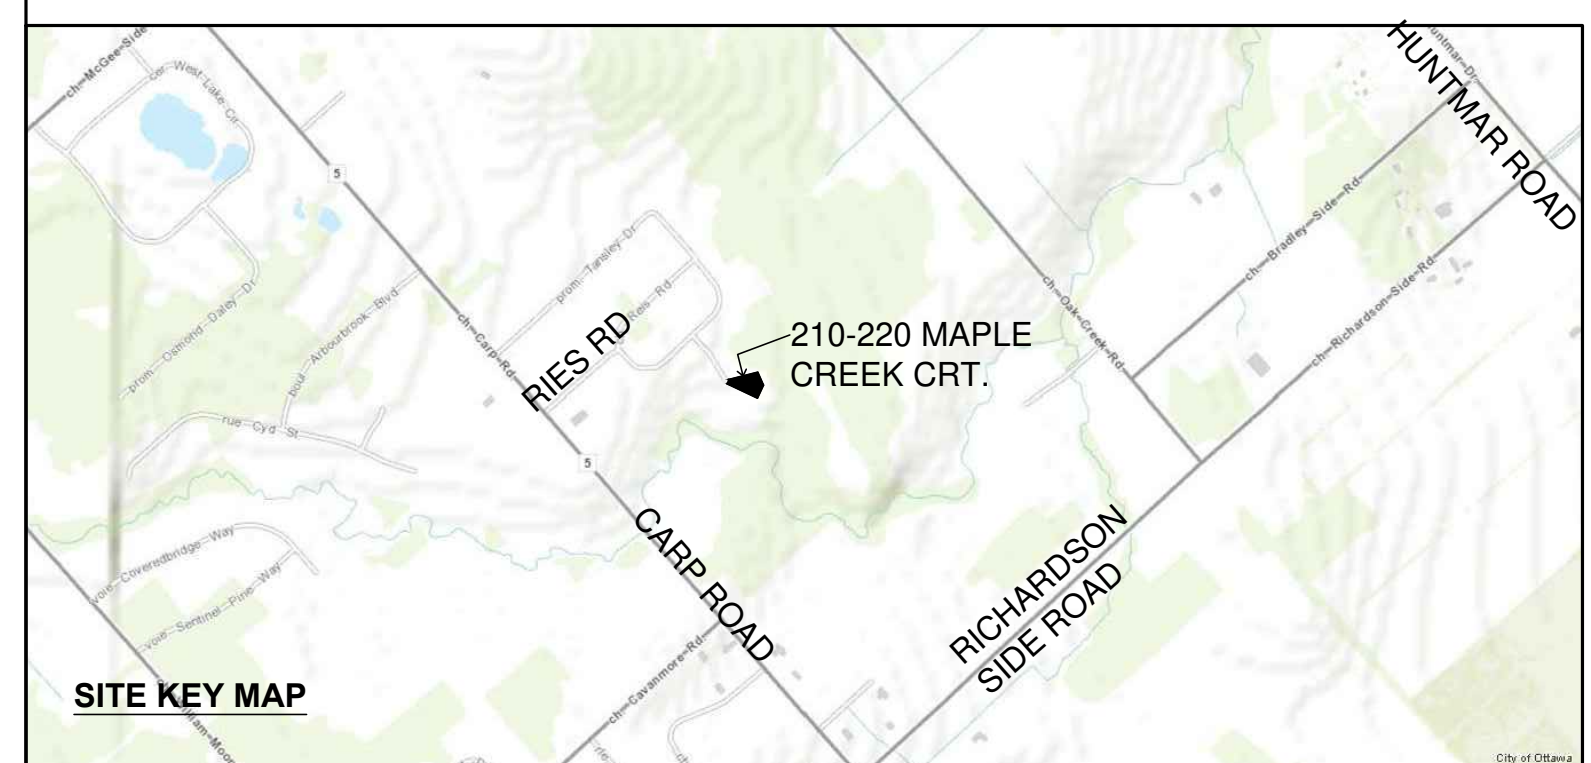 ch-McGee-Side
cer-West-Lake-Cir
HUNTMAR ROAD
5
prom-Tansley-Dr
ch-Bradley-Side-Rd
prom-Osmond-Daley-Dr
boul-Arbourbrook-Blvd
ch-Carp-Rd
Reis-Rd
RIES RD
210-220 MAPLE
CREEK CRT.
ch-Oak-Creek-Rd
ch-Richardson-Side-Rd
rue-Cyd-St
5
CARP ROAD
RICHARDSON
SIDE ROAD
voie-Coveredbridge-Way
voie-Sentinel-Pine-Way
ch-Cavanmore-Rd
SITE KEY MAP
City of Ottawa